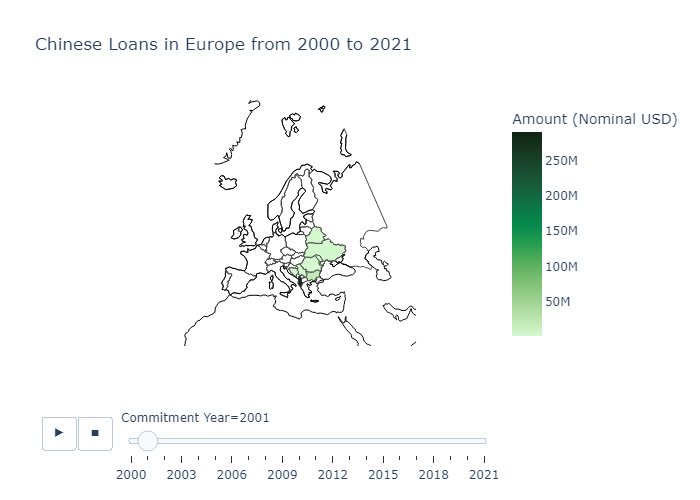 Chinese Loans in Europe from 2000 to 2021
Amount (Nominal USD)
250M
200M
150M
100M
50M
Commitment Year=2001
2000 2003 2006 2009 2012 2015 2018 2021